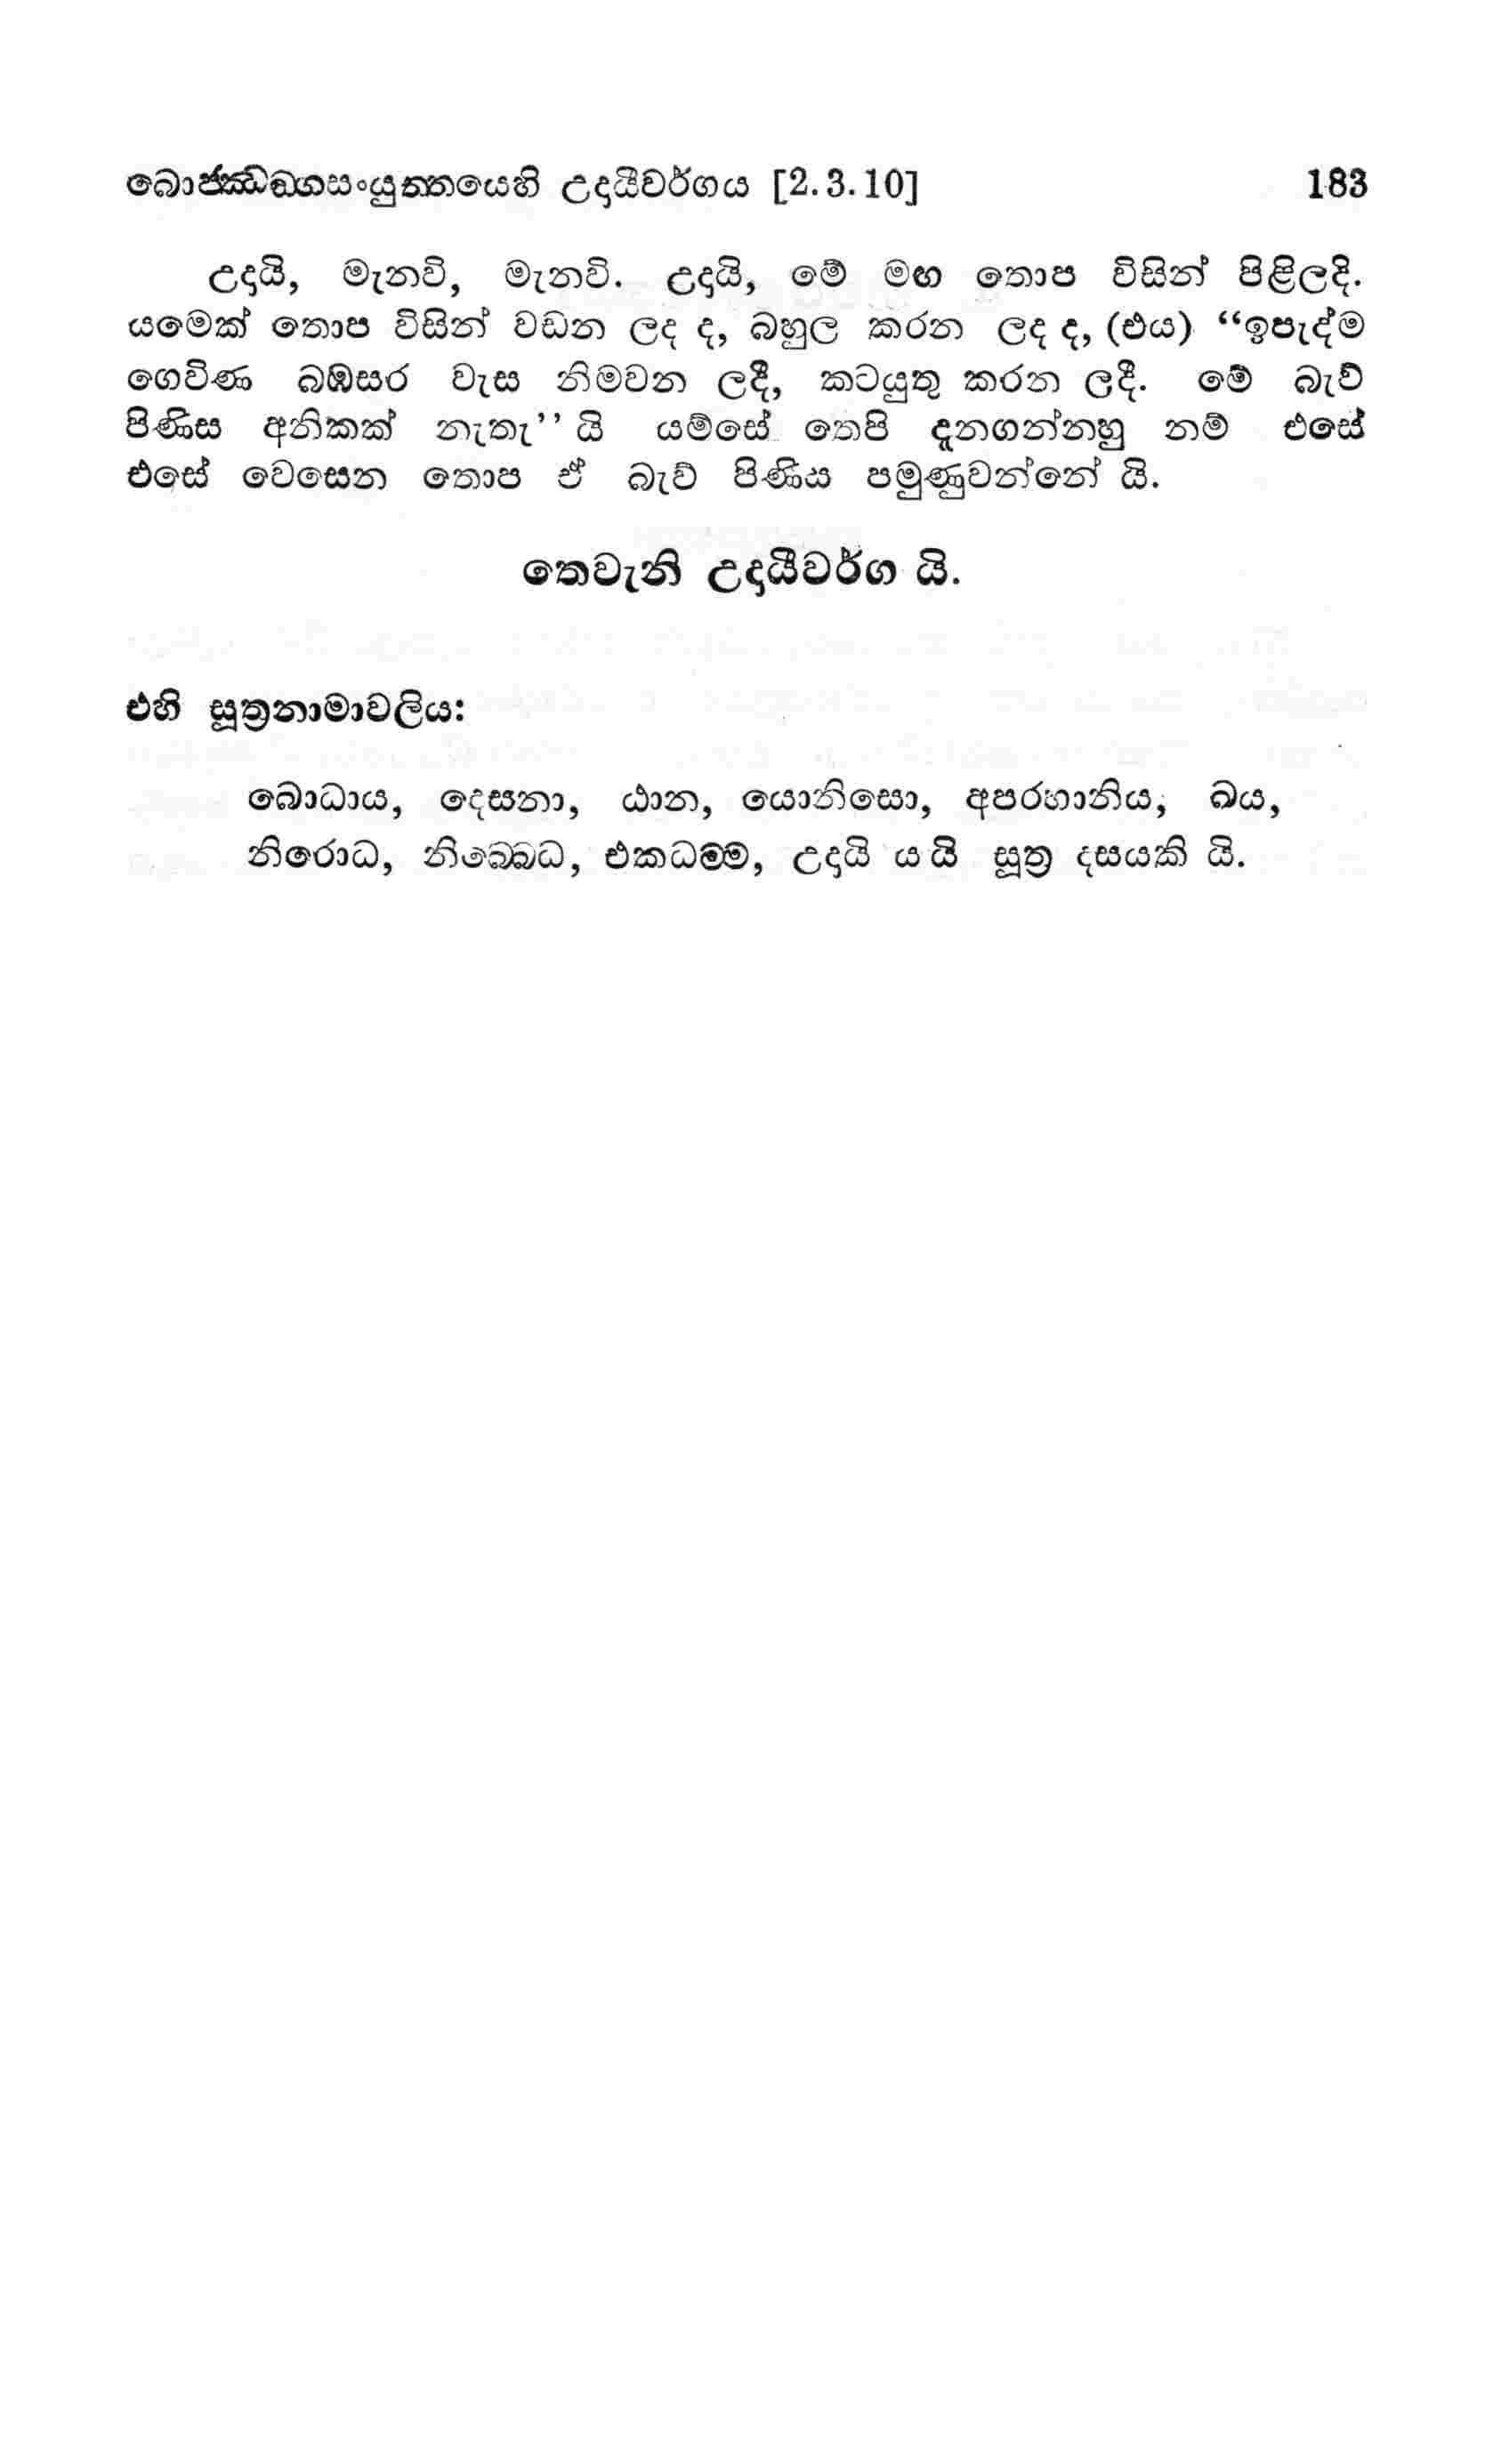 බොජ්ඣඞ්ගසංයුත්තයෙහි උදායීවර්ගය [2.3.10] 183
උදායි, මැනවි, මැනවි. උදායි, මේ මඟ තොප විසින් පිළිලදි.
යමෙක් තොප විසින් වඩන ලද ද, බහුල කරන ලද ද, (එය) “ඉපැද්ම
ගෙවිණ බඹසර වැස නිමවන ලදී, කටයුතු කරන ලදී. මේ බැව්
පිණිස අනිකක් නැතැ’’ යි යම්සේ තෙපි දැනගන්නහු නම් එසේ
එසේ වෙසෙන තොප ඒ බැව් පිණිය පමුණුවන්නේ යි.
තෙවැනි උදායීවර්ග යි.
එහි සූත්‍රනාමාවලිය:
බොධාය, දෙසනා, ඨාන, යොනිසො, අපරහානිය, ඛය,
නිරොධ, නිබ්බෙධ, එකධම්ම, උදායි ය යි සූත්‍ර දසයකි යි.